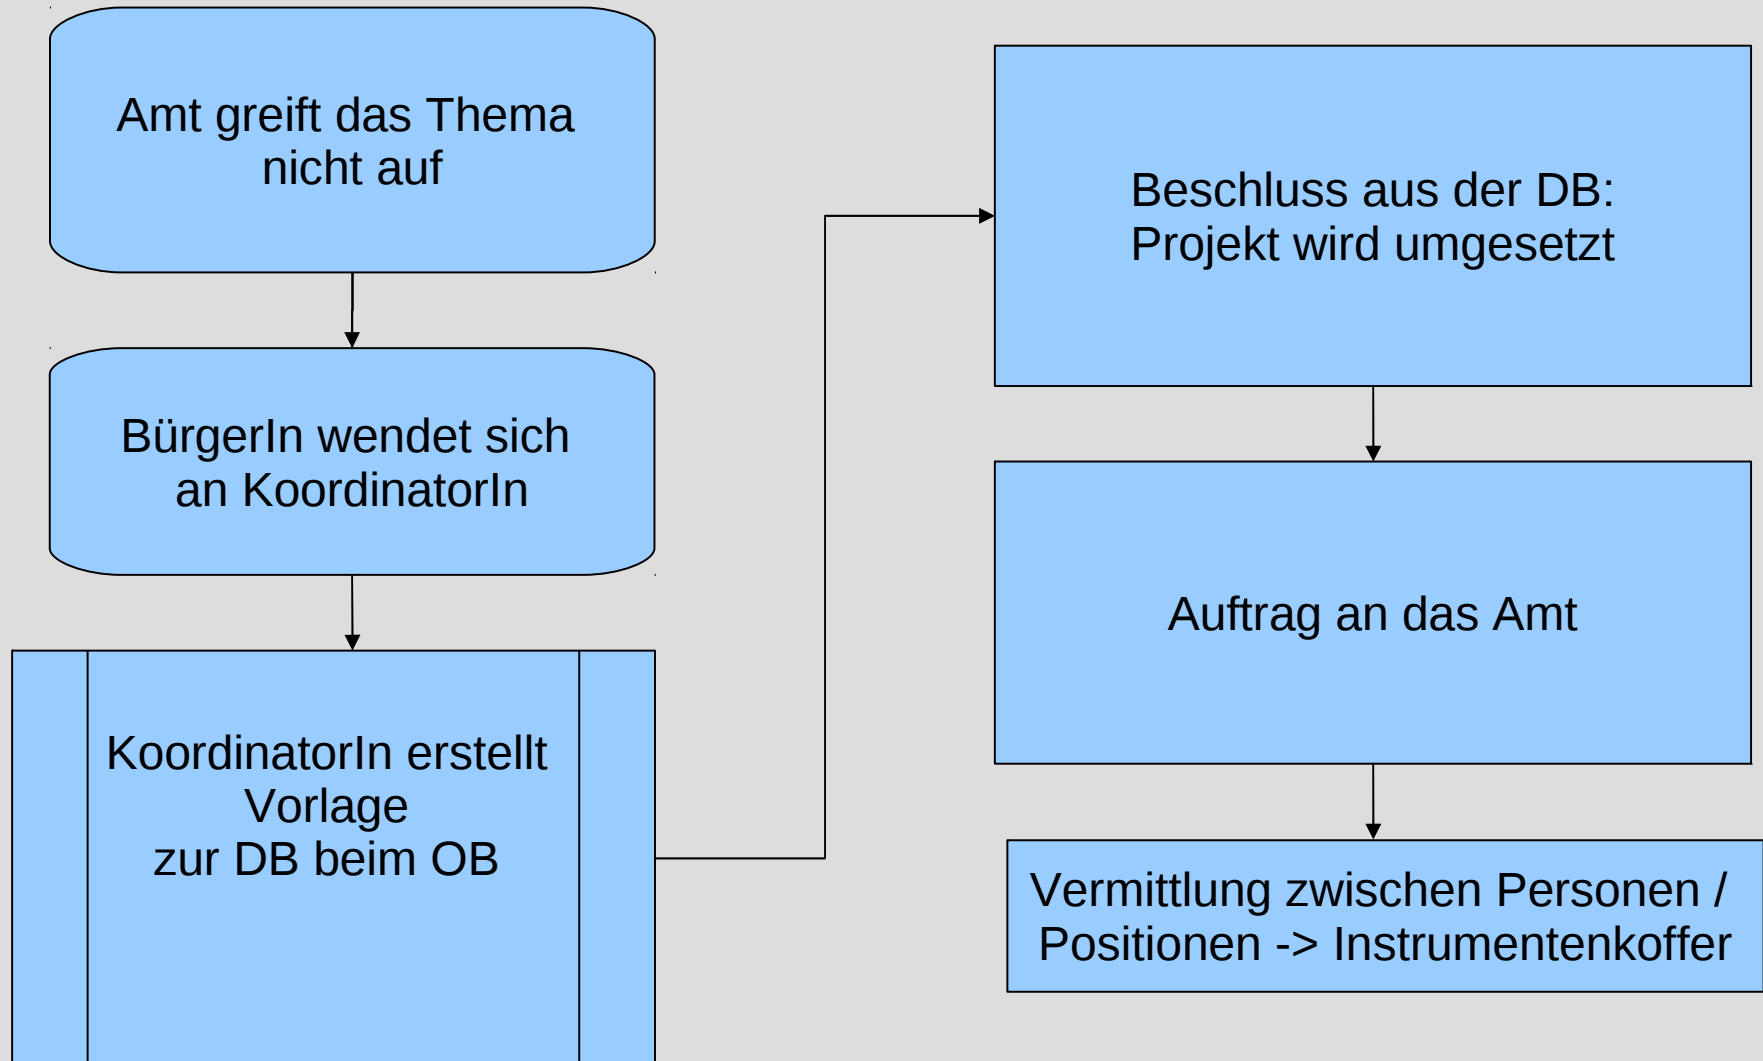 Amt greift das Thema
nicht auf
BürgerIn wendet sich
an KoordinatorIn
KoordinatorIn erstellt
Vorlage
zur DB beim OB
Beschluss aus der DB:
Projekt wird umgesetzt
Auftrag an das Amt
Vermittlung zwischen Personen /
Positionen -> Instrumentenkoffer